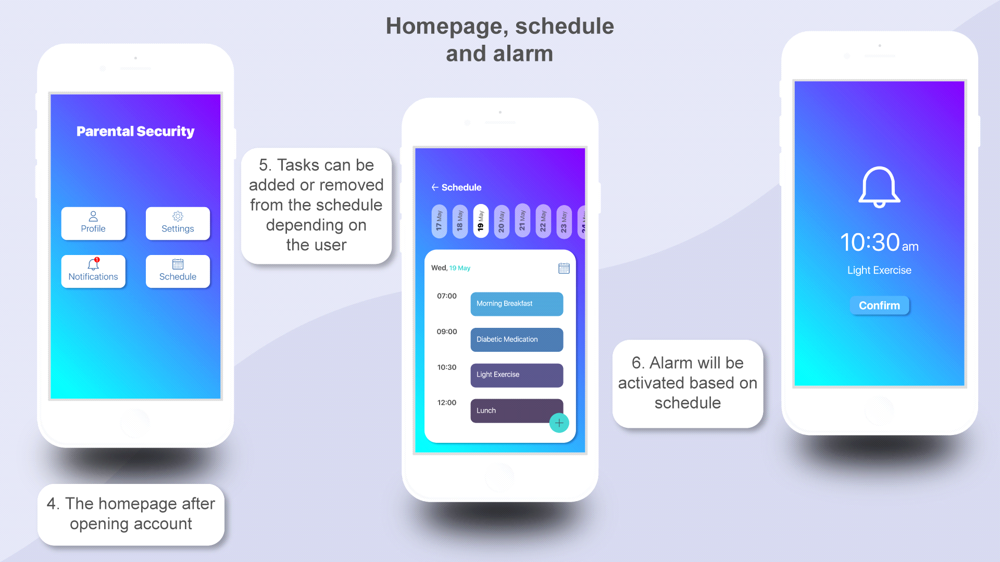 Homepage, schedule
and alarm
Parental Security
Profile
Settings
1
Notifications
Schedule
4. The homepage after
opening account
5. Tasks can be
added or removed
from the schedule
depending on
the user
← Schedule
17 May
18 May
19 May
20 May
21 May
22 May
23 May
24 May
Wed, 19 May
07:00
Morning Breakfast
09:00
Diabetic Medication
10:30
Light Exercise
12:00
Lunch
+
6. Alarm will be
activated based on
schedule
10:30 am
Light Exercise
Confirm